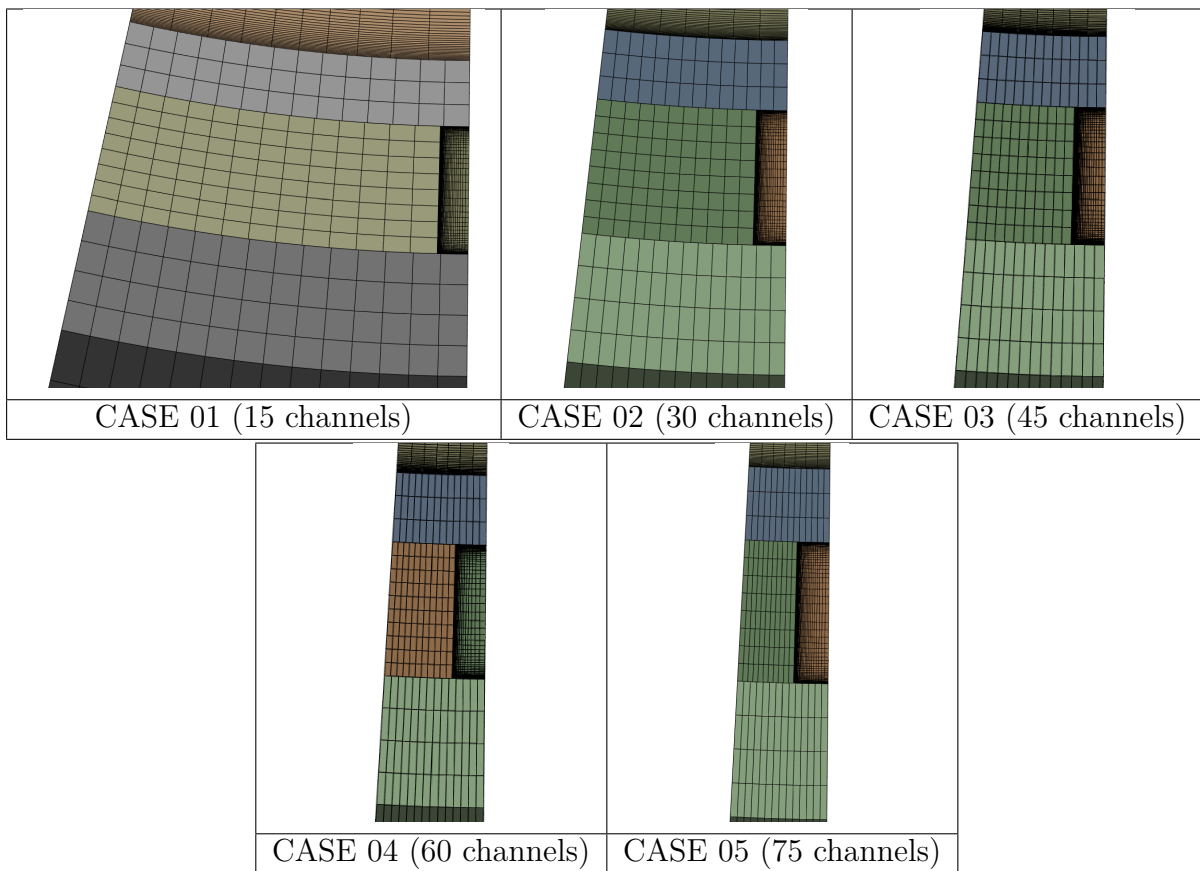 CASE 01 (15 channels)
CASE 02 (30 channels)
CASE 03 (45 channels)
CASE 04 (60 channels)
CASE 05 (75 channels)